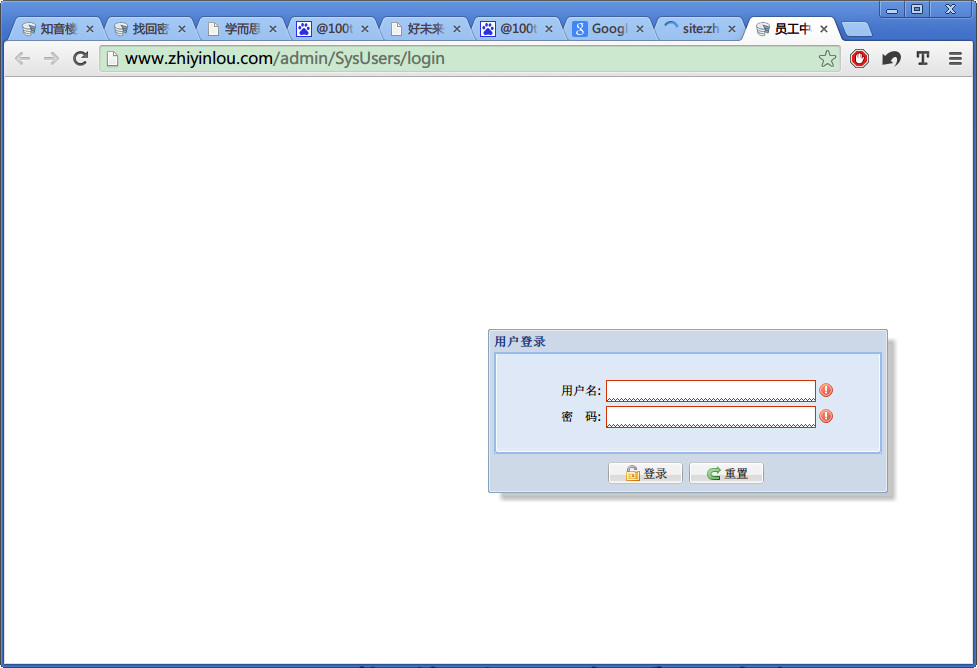 知音楼 找回密 学而思 @100t 好未来 @100t Googl site:zh 员工中
www.zhiyinlou.com/admin/SysUsers/login
用户登录
用户名:
密 码:
登录 重置